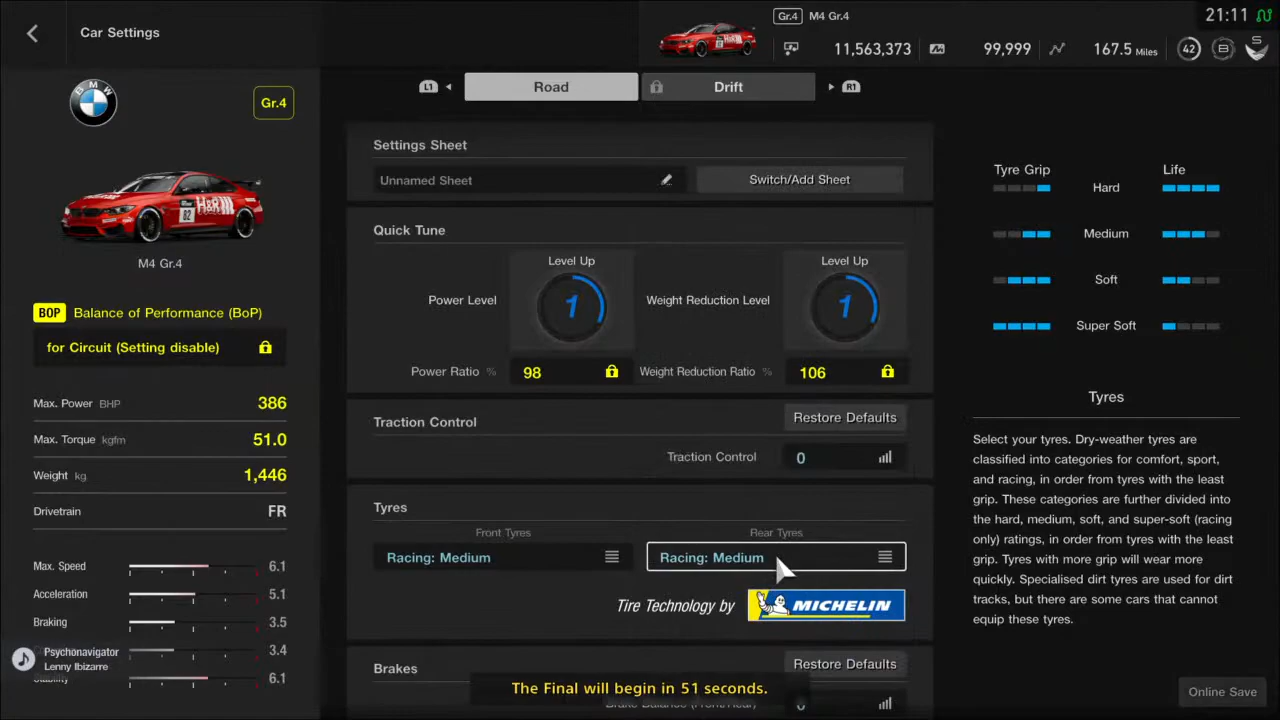 Car Settings
Gr.4 M4 Gr.4
11,563,373
99,999
167.5 Miles
21:11
42
B
S
Gr.4
82 H&R
M4 Gr.4
BOP Balance of Performance (BoP)
for Circuit (Setting disable)
Max. Power BHP 386
Max. Torque kgfm 51.0
Weight kg 1,446
Drivetrain FR
Max. Speed 6.1
Acceleration 5.1
Braking 3.5
3.4
Stability 6.1
Psychonavigator
Lenny Ibizarre
L1 Road Drift R1
Settings Sheet
Unnamed Sheet Switch/Add Sheet
Quick Tune
Level Up Level Up
Power Level 1 Weight Reduction Level 1
Power Ratio % 98 Weight Reduction Ratio % 106
Traction Control Restore Defaults
Traction Control 0
Tyres
Front Tyres Rear Tyres
Racing: Medium Racing: Medium
Tire Technology by MICHELIN
Brakes Restore Defaults
Brake Balance (Front/Rear) 0
The Final will begin in 51 seconds.
Tyre Grip Life
Hard
Medium
Soft
Super Soft
Tyres
Select your tyres. Dry-weather tyres are
classified into categories for comfort, sport,
and racing, in order from tyres with the least
grip. These categories are further divided into
the hard, medium, soft, and super-soft (racing
only) ratings, in order from tyres with the least
grip. Tyres with more grip will wear more
quickly. Specialised dirt tyres are used for dirt
tracks, but there are some cars that cannot
equip these tyres.
Online Save